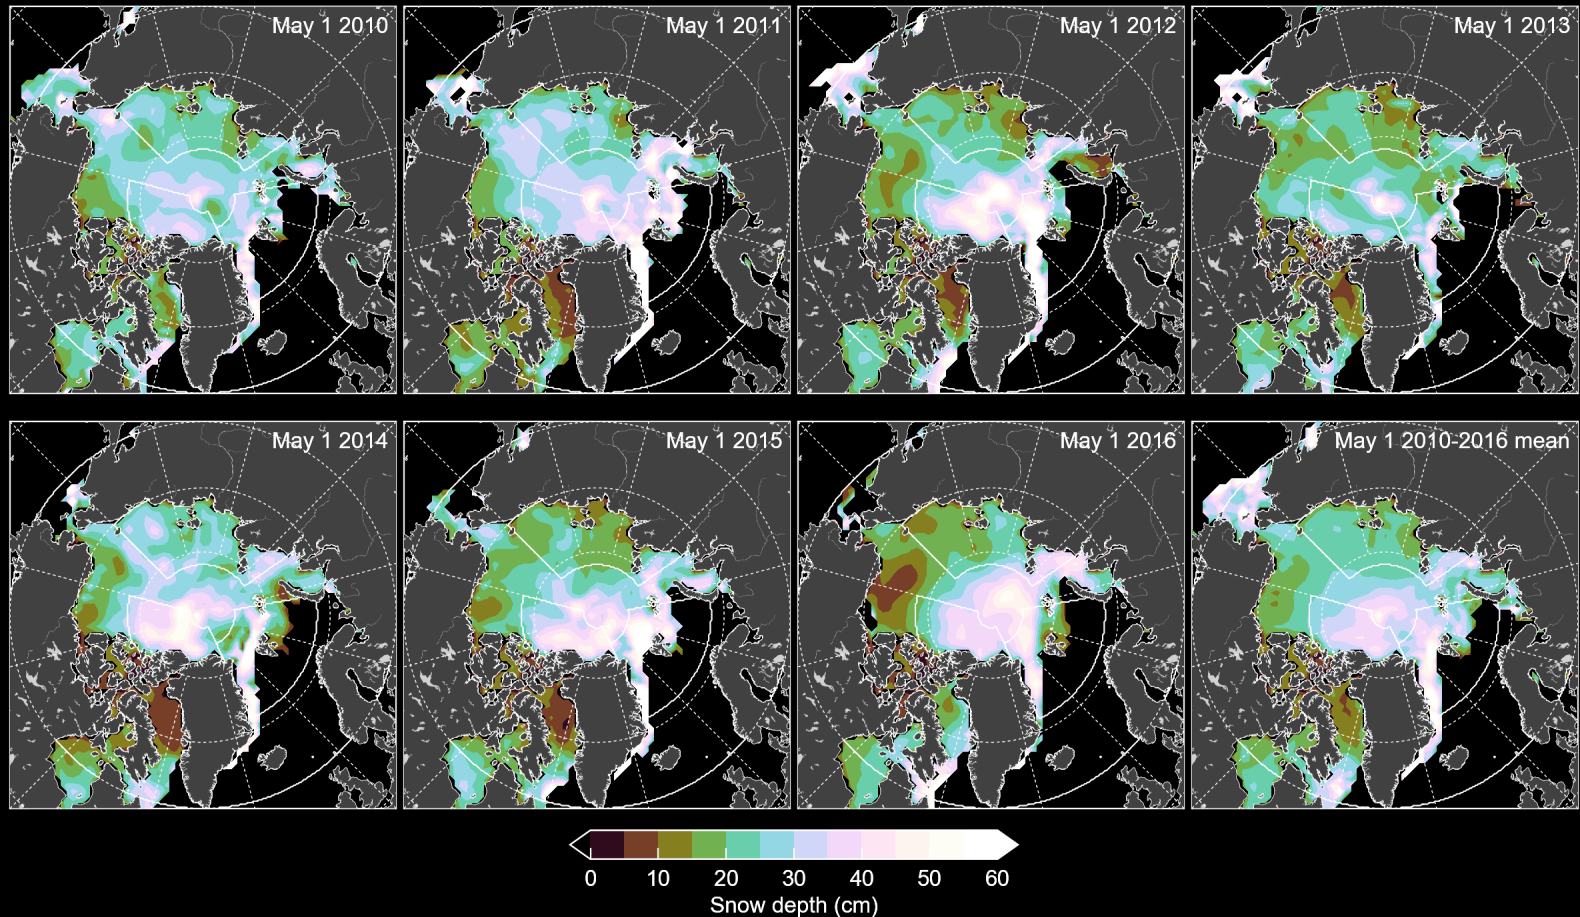 May 1 2010
May 1 2011
May 1 2012
May 1 2013
May 1 2014
May 1 2015
May 1 2016
May 1 2010-2016 mean
0 10 20 30 40 50 60
Snow depth (cm)